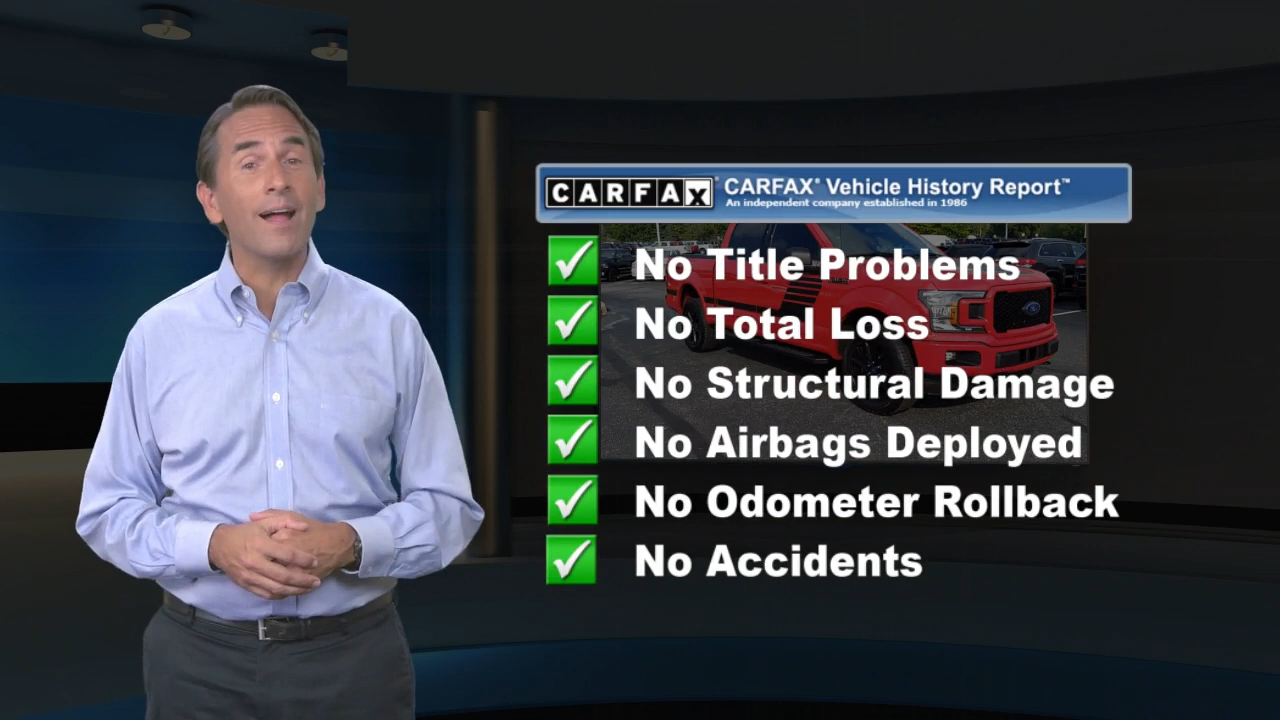 CARFAX
CARFAX® Vehicle History Report™
An independent company established in 1986
No Title Problems
No Total Loss
No Structural Damage
No Airbags Deployed
No Odometer Rollback
No Accidents